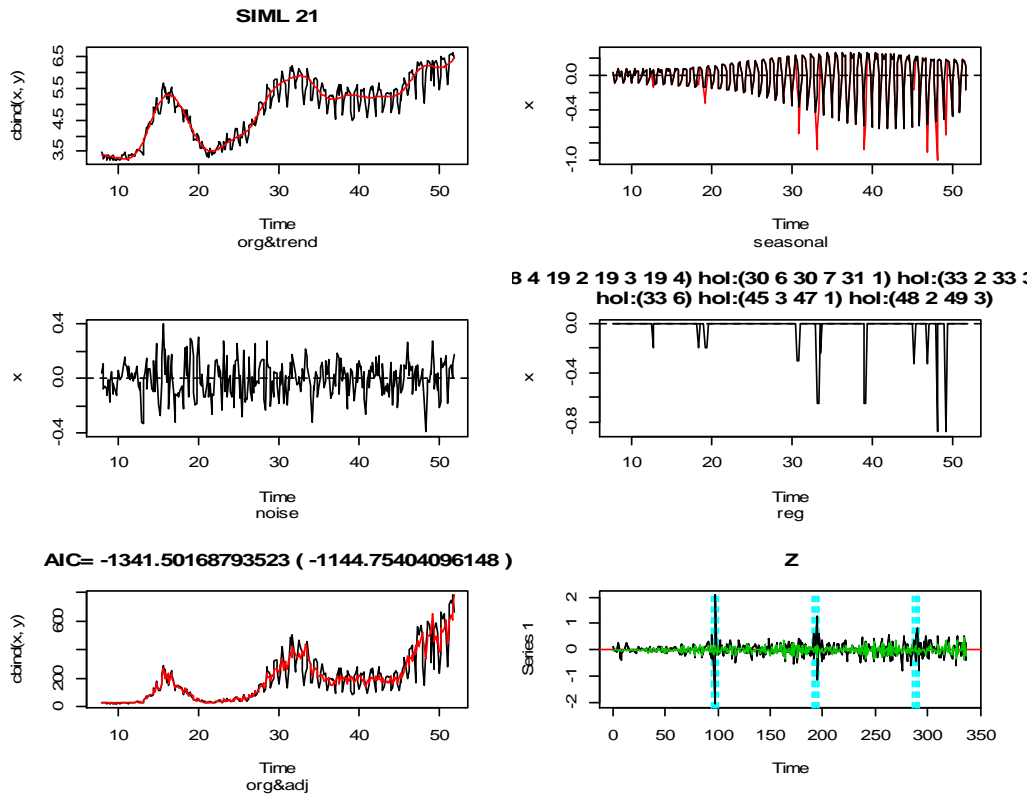 SIML 21
cbind(x, y)
3.5 4.5 5.5 6.5
10 20 30 40 50
Time
org&trend
x
-1.0 -0.4 0.0
10 20 30 40 50
Time
seasonal
x
-0.4 0.0 0.4
10 20 30 40 50
Time
noise
4 19 2 19 3 19 4) hol:(30 6 30 7 31 1) hol:(33 2 33
hol:(33 6) hol:(45 3 47 1) hol:(48 2 49 3)
x
-0.8 -0.4 0.0
10 20 30 40 50
Time
reg
AIC= -1341.50168793523 ( -1144.75404096148 )
cbind(x, y)
0 200 600
10 20 30 40 50
Time
org&adj
Z
Series 1
-2 -1 0 1 2
0 50 100 150 200 250 300 350
Time